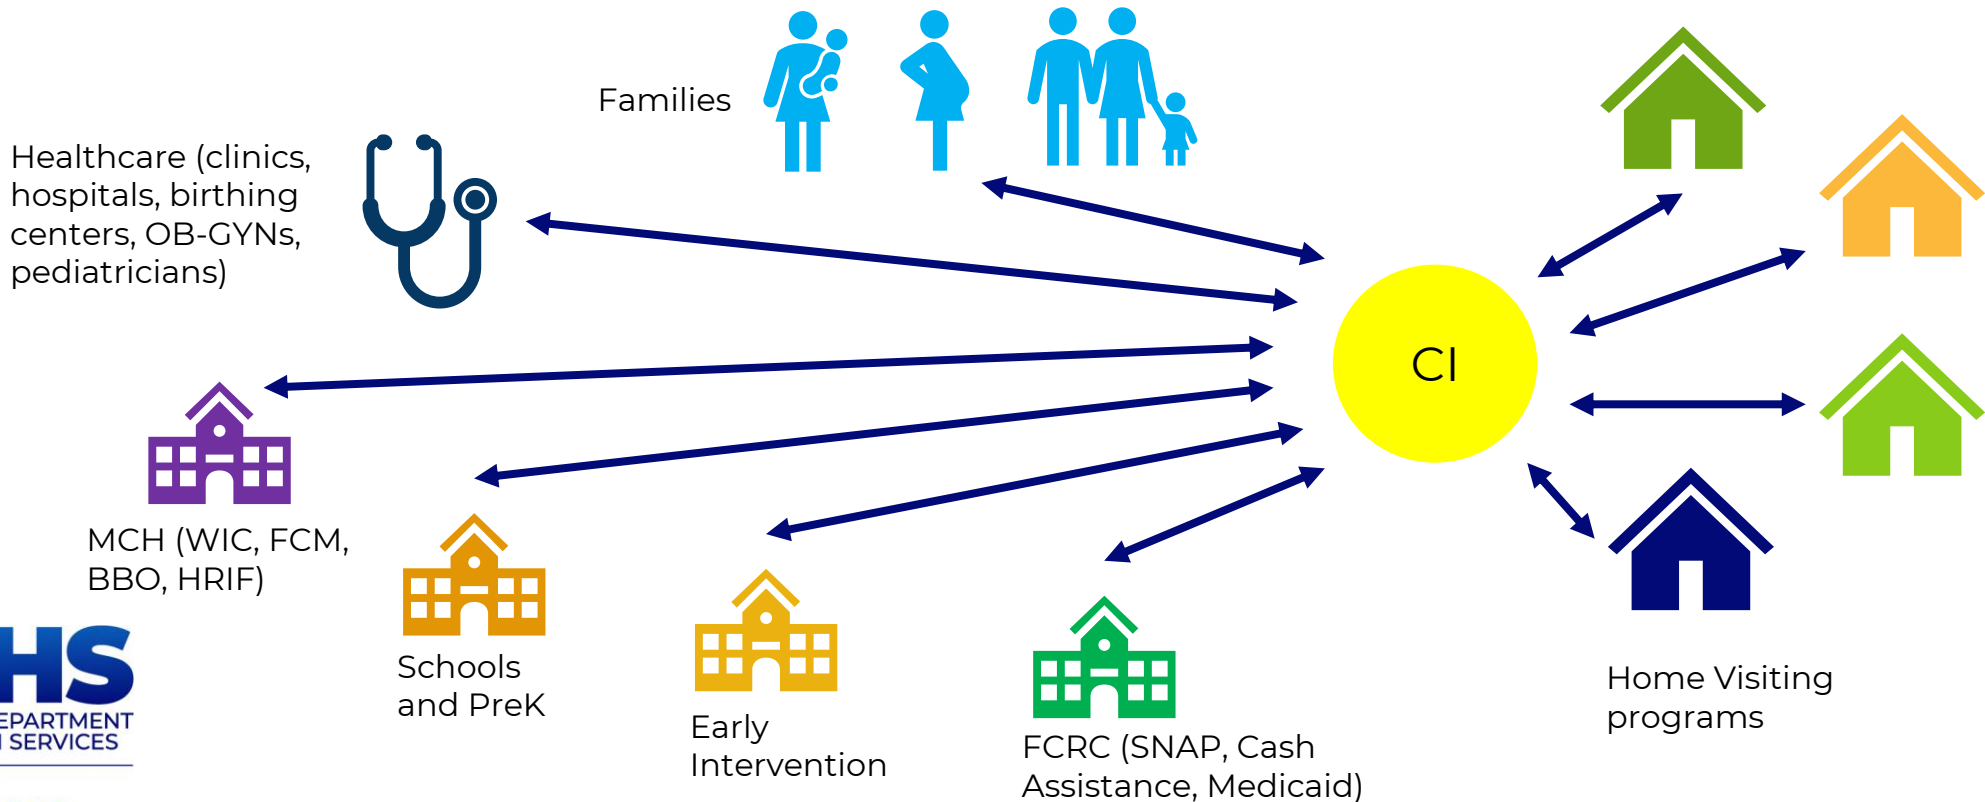 Families
Healthcare (clinics,
hospitals, birthing
centers, OB-GYNs,
pediatricians)
CI
MCH (WIC, FCM,
BBO, HRIF)
Schools
and PreK
Early
Intervention
FCRC (SNAP, Cash
Assistance, Medicaid)
Home Visiting
programs
HS
EPARTMENT
SERVICES